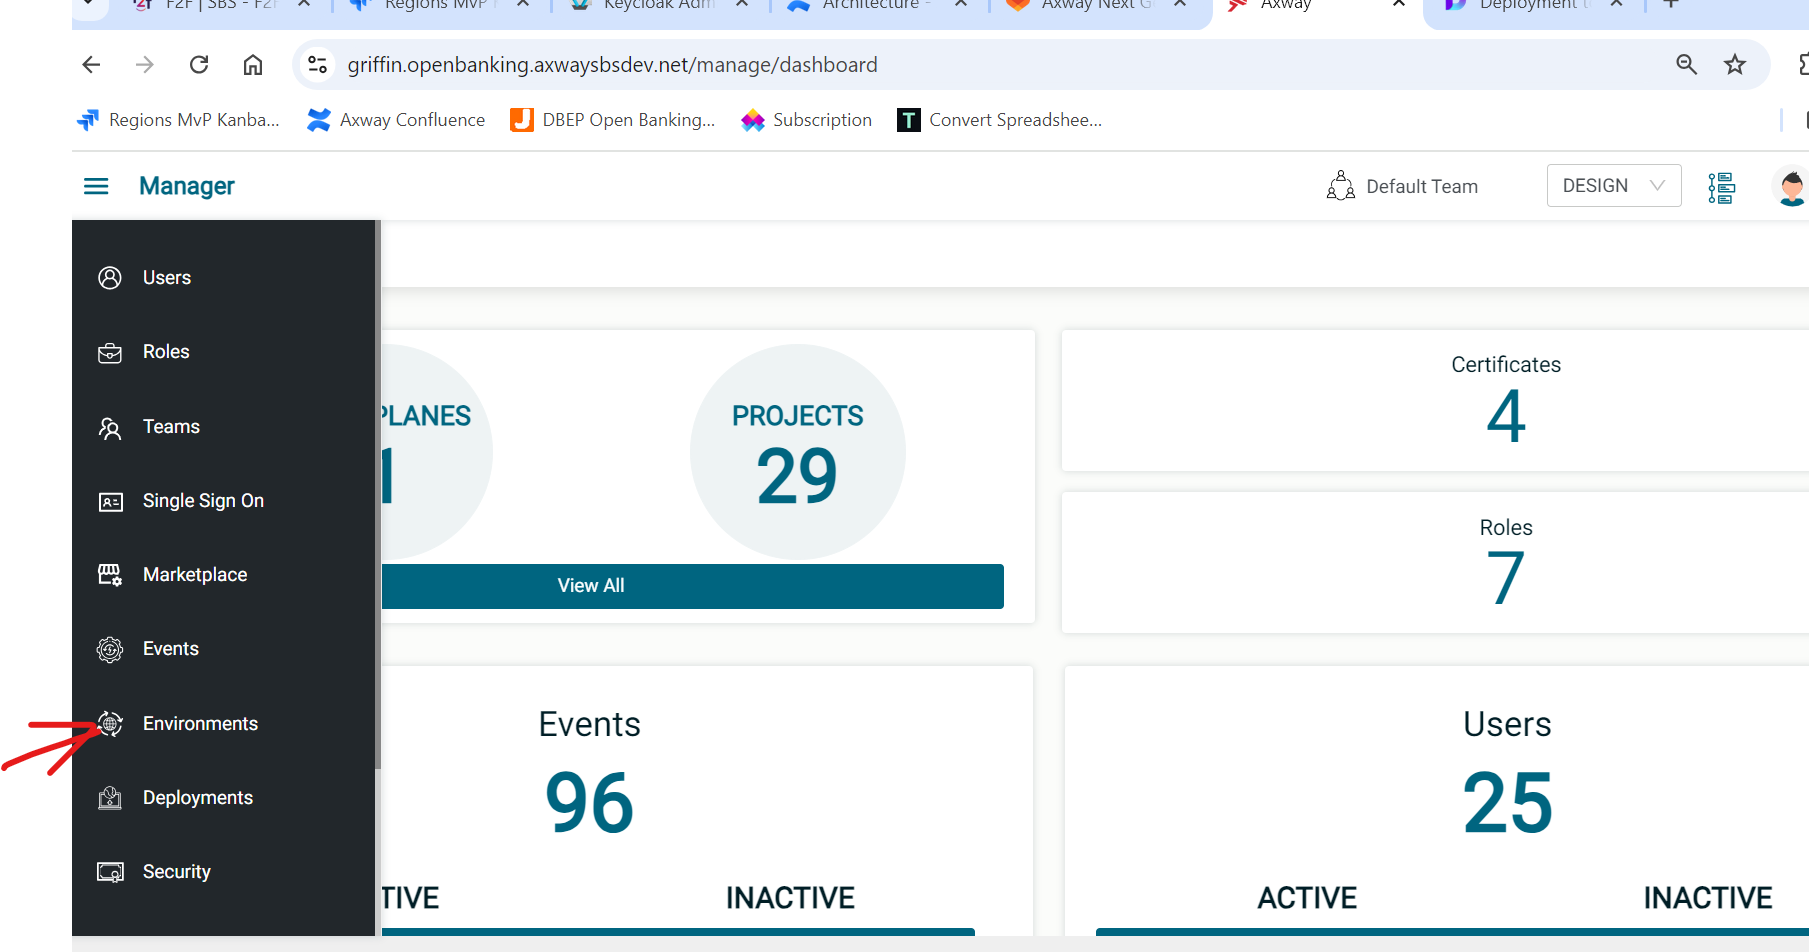 F2F | SBS - F2F
Regions MvP
Keycloak Adm
Architecture -
Axway Next G
Axway
Deployment t
griffin.openbanking.axwaysbsdev.net/manage/dashboard
Regions MvP Kanba...
Axway Confluence
DBEP Open Banking...
Subscription
T
Convert Spreadshee...
Manager
Default Team
DESIGN
Users
Roles
Teams
Single Sign On
Marketplace
Events
Environments
Deployments
Security
PLANES
1
PROJECTS
29
View All
Certificates
4
Roles
7
Events
96
TIVE
INACTIVE
Users
25
ACTIVE
INACTIVE